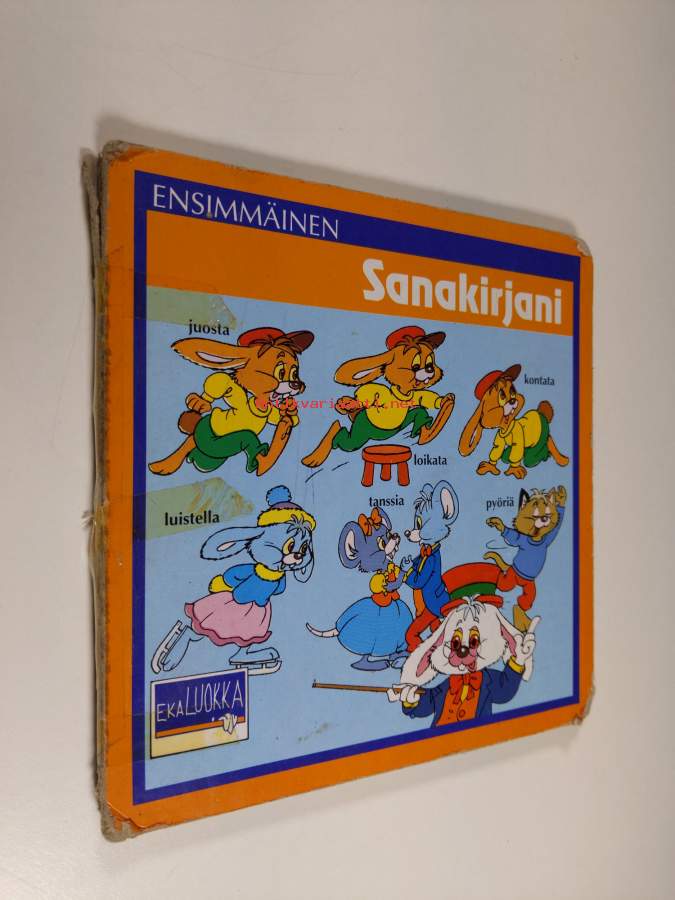 ENSIMMÄINEN
Sanakirjani
juosta
kontata
loikata
luistella
tanssia
pyöriä
EKALUOKKA